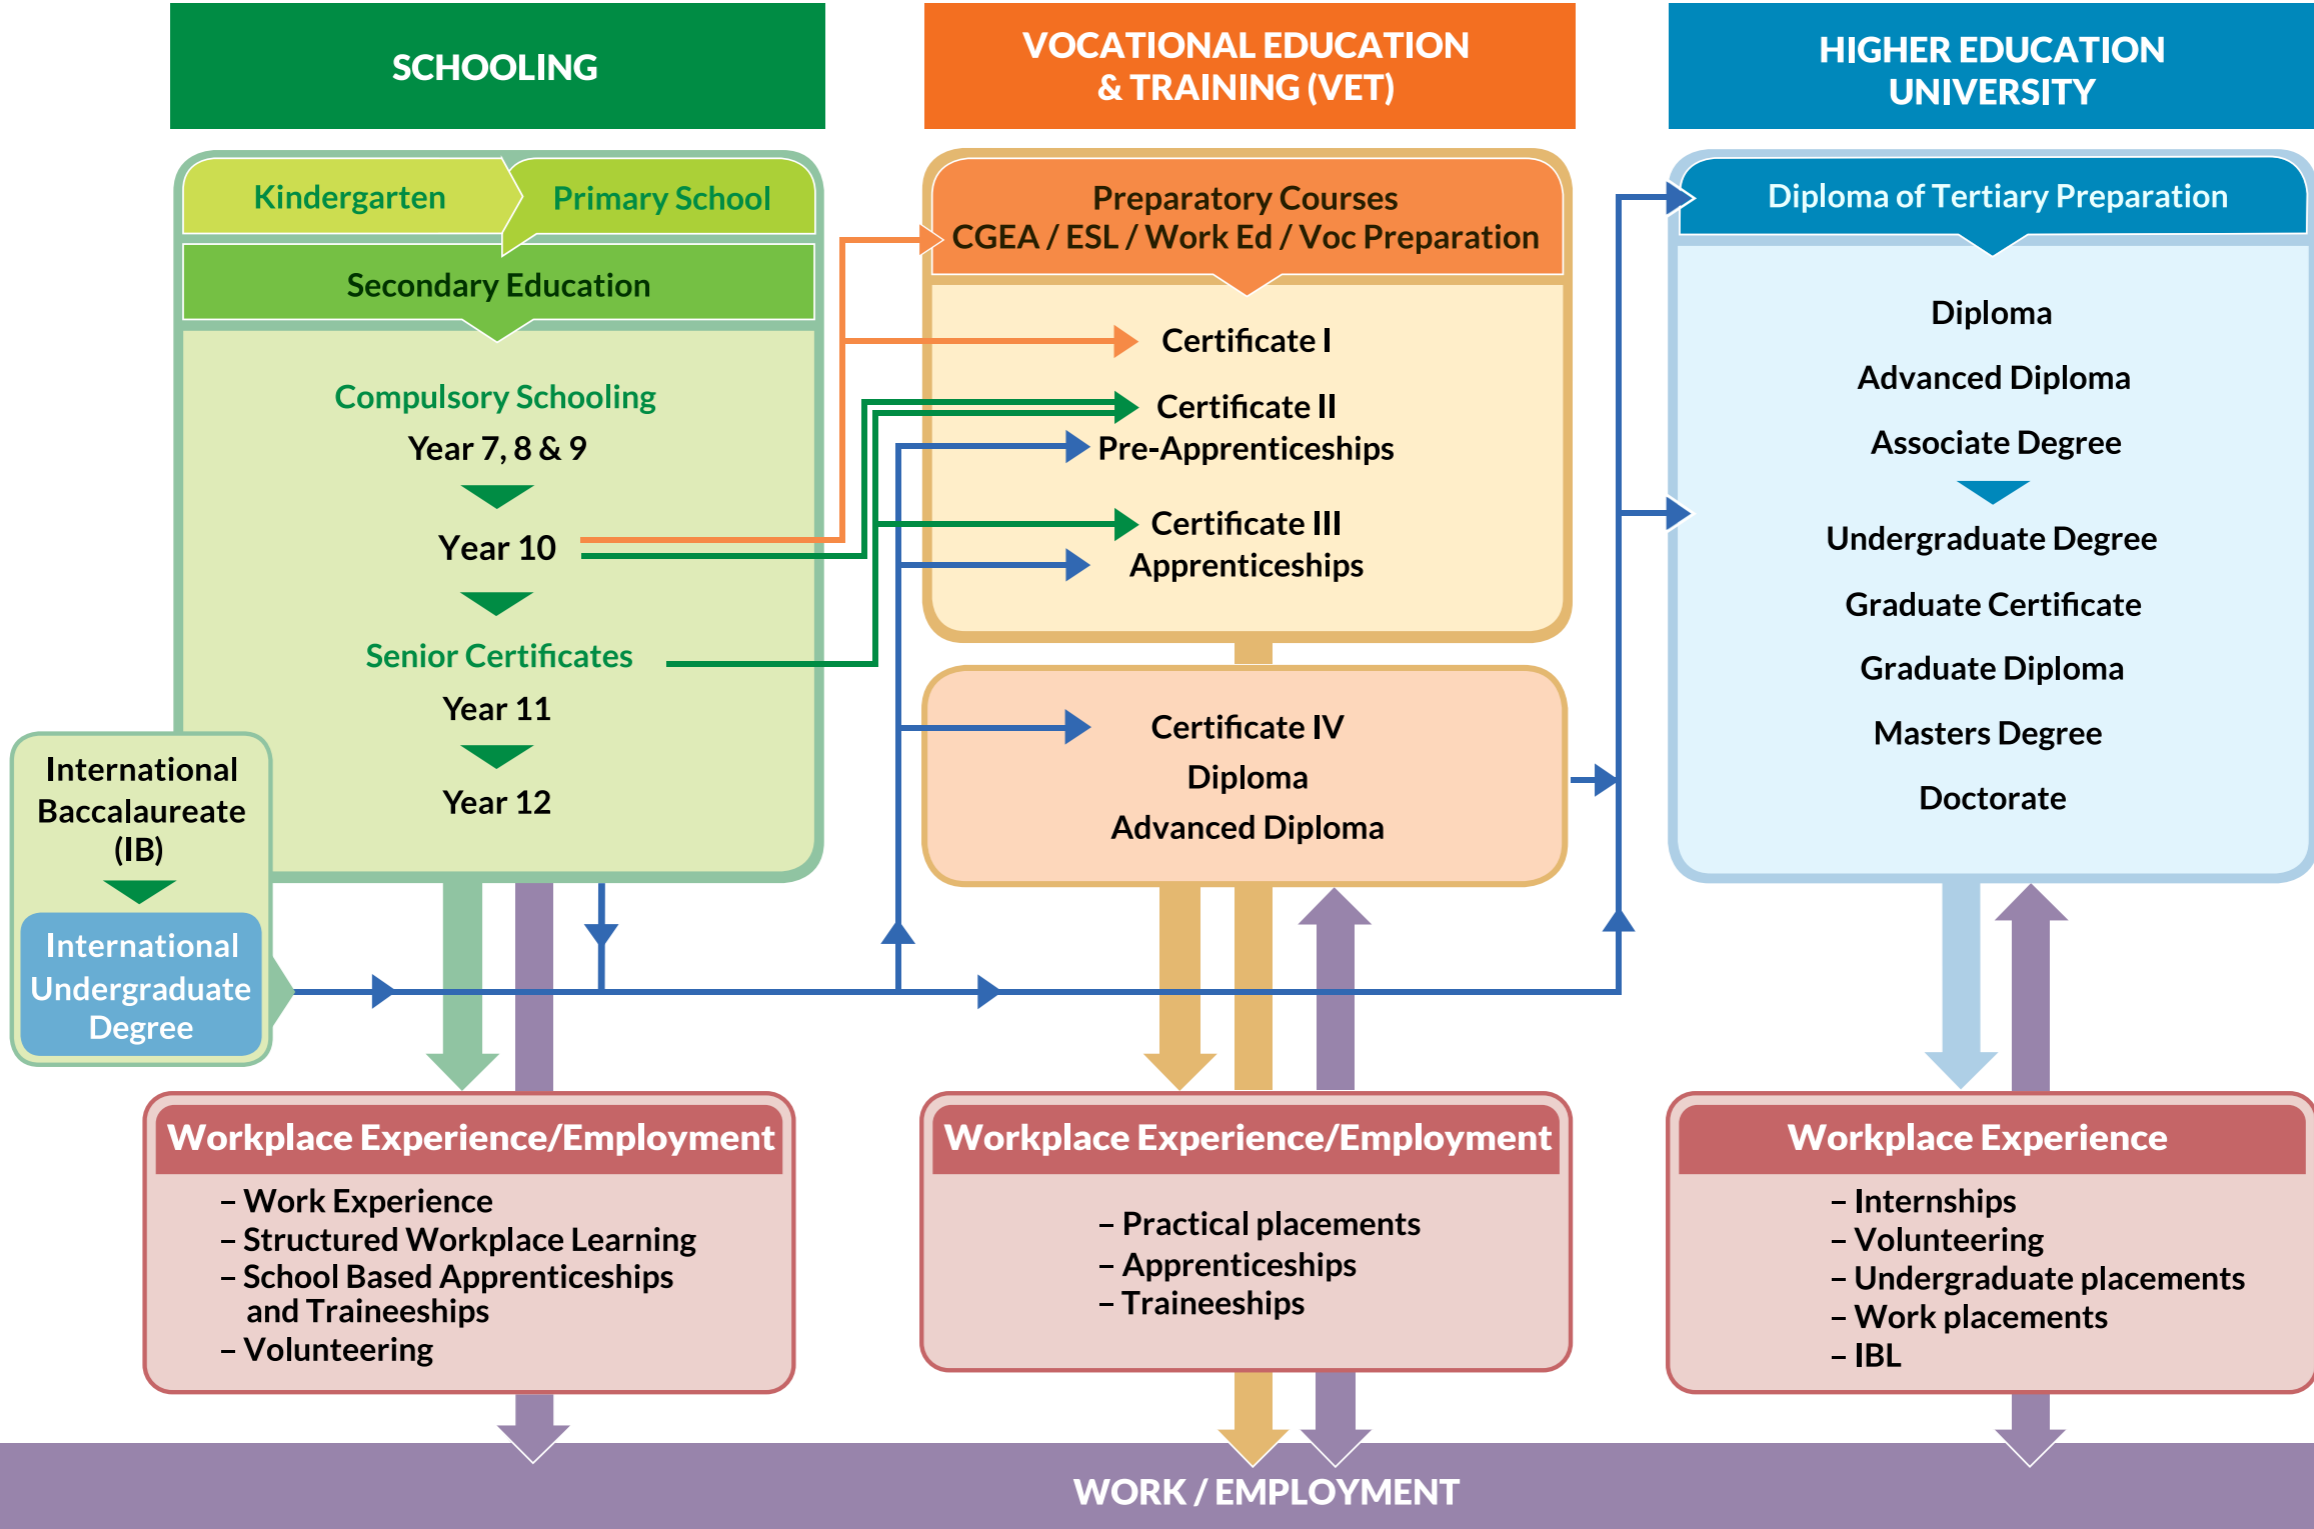 SCHOOLING
Kindergarten
Primary School
Secondary Education
Compulsory Schooling
Year 7, 8 & 9
Year 10
Senior Certificates
Year 11
Year 12
International
Baccalaureate
(IB)
International
Undergraduate
Degree
Workplace Experience/Employment
– Work Experience
– Structured Workplace Learning
– School Based Apprenticeships
and Traineeships
– Volunteering
VOCATIONAL EDUCATION
& TRAINING (VET)
Preparatory Courses
CGEA / ESL / Work Ed / Voc Preparation
Certificate I
Certificate II
Pre-Apprenticeships
Certificate III
Apprenticeships
Certificate IV
Diploma
Advanced Diploma
Workplace Experience/Employment
– Practical placements
– Apprenticeships
– Traineeships
HIGHER EDUCATION
UNIVERSITY
Diploma of Tertiary Preparation
Diploma
Advanced Diploma
Associate Degree
Undergraduate Degree
Graduate Certificate
Graduate Diploma
Masters Degree
Doctorate
Workplace Experience
– Internships
– Volunteering
– Undergraduate placements
– Work placements
– IBL
WORK / EMPLOYMENT